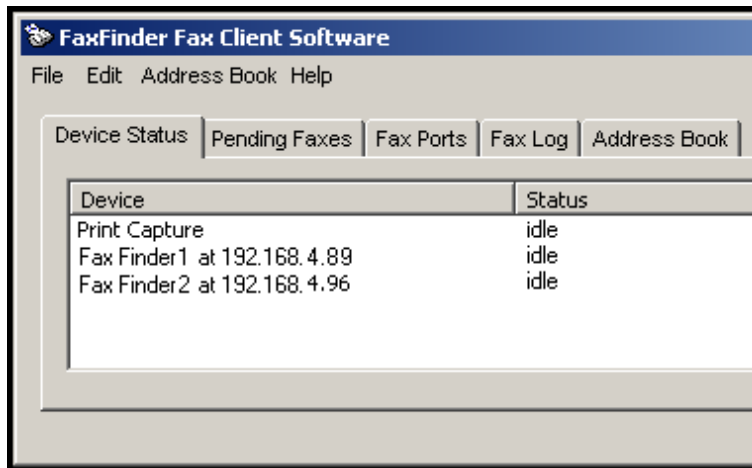 FaxFinder Fax Client Software
File Edit Address Book Help
Device Status Pending Faxes Fax Ports Fax Log Address Book
Device Status
Print Capture idle
Fax Finder1 at 192.168.4.89 idle
Fax Finder2 at 192.168.4.96 idle